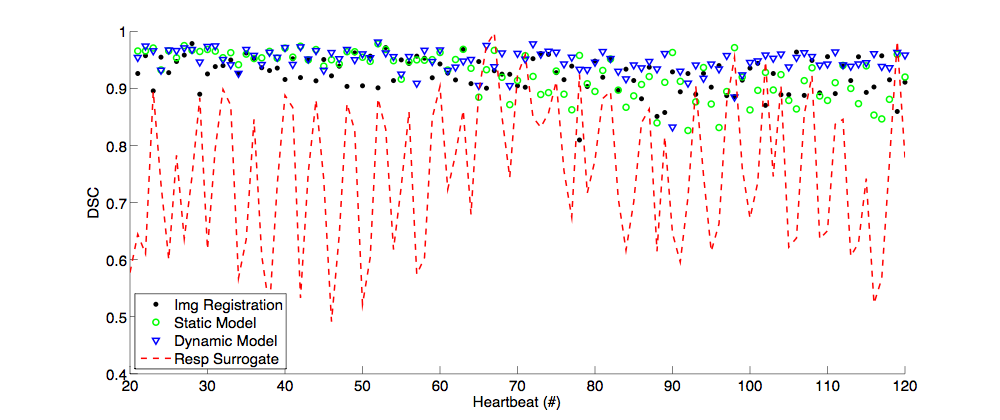 1
0.9
0.8
0.7
0.6
0.5
0.4
DSC
Img Registration
Static Model
Dynamic Model
Resp Surrogate
20 30 40 50 60 70 80 90 100 110 120
Heartbeat (#)